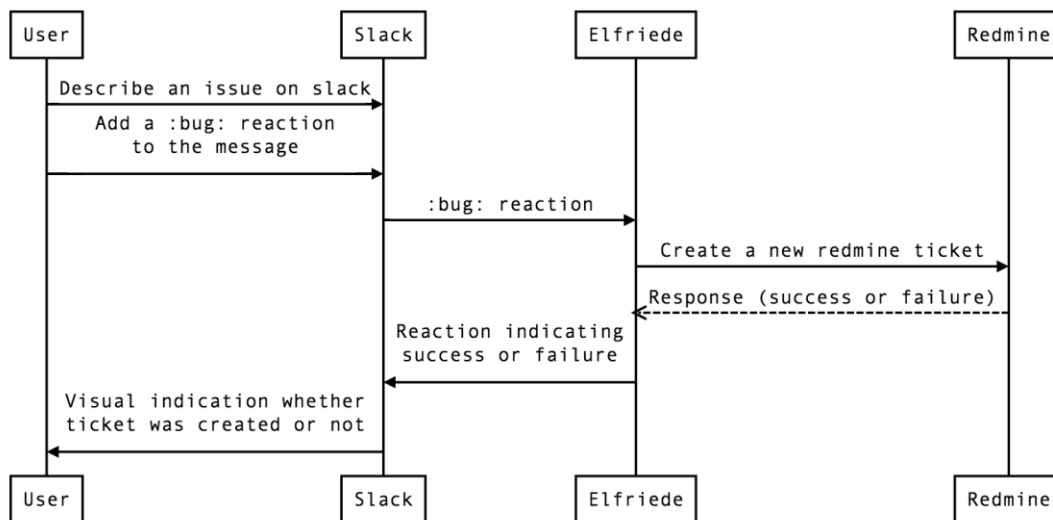 User Slack Elfriede Redmine
Describe an issue on slack
Add a :bug: reaction
to the message
:bug: reaction
Create a new redmine ticket
Response (success or failure)
Reaction indicating
success or failure
Visual indication whether
ticket was created or not
User Slack Elfriede Redmine